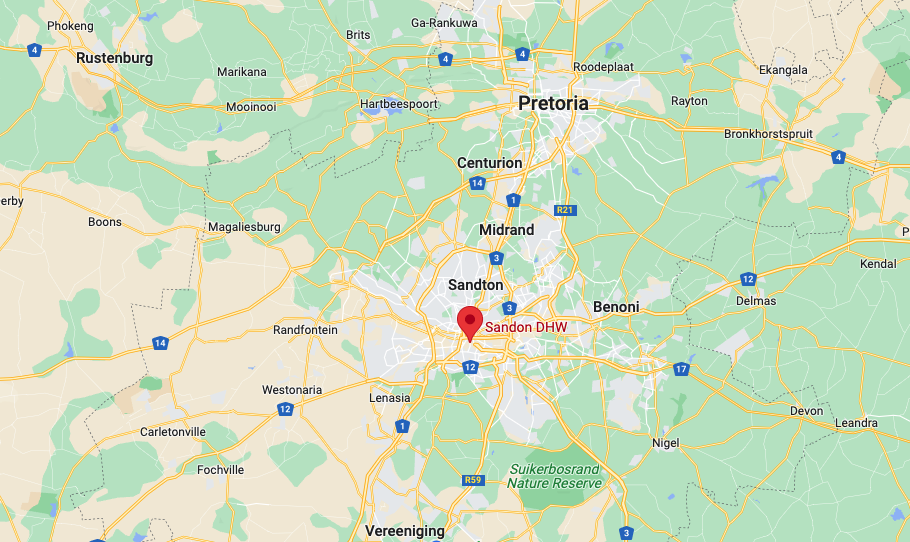 Ga-Rankuwa
Phokeng
Brits
4
4
4
Rustenburg
Roodeplaat
Marikana
Ekangala
Mooinooi
Hartbeespoort
Pretoria
Rayton
Bronkhorstspruit
4
Centurion
14
1
R21
erby
Boons
Magaliesburg
Midrand
P
3
Kendal
12
Sandton
3
Benoni
Delmas
Randfontein
Sandon DHW
14
12
17
Westonaria
Lenasia
12
Devon
1
Leandra
Carletonville
Nigel
Fochville
Suikerbosrand
Nature Reserve
R59
Vereeniging
3